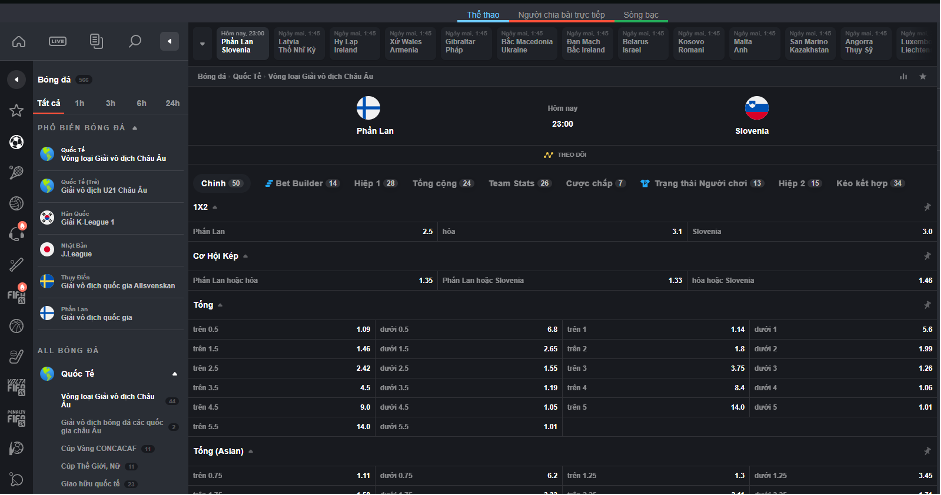 Thể thao
Người chia bài trực tiếp
Sòng bạc
LIVE
Hôm nay, 23:00
Phần Lan
Slovenia
Ngày mai, 1:45
Latvia
Thổ Nhĩ Kỳ
Ngày mai, 1:45
Hy Lạp
Ireland
Ngày mai, 1:45
Xứ Wales
Armenia
Ngày mai, 1:45
Gibraltar
Pháp
Ngày mai, 1:45
Bắc Macedonia
Ukraine
Ngày mai, 1:45
Đan Mạch
Bắc Ireland
Ngày mai, 1:45
Belarus
Israel
Ngày mai, 1:45
Kosovo
Romani
Ngày mai, 1:45
Malta
Anh
Ngày mai, 1:45
San Marino
Kazakhstan
Ngày mai, 1:45
Angorra
Thụy Sỹ
Luxemb
Liechten
Bóng đá
Tất cả
1h
3h
6h
24h
PHỔ BIẾN BÓNG ĐÁ
Quốc Tế
Vòng loại Giải vô địch Châu Âu
Quốc Tế (Trẻ)
Giải vô địch U21 Châu Âu
Hàn Quốc
Giải K-League 1
Nhật Bản
J.League
Thụy Điển
Giải vô địch quốc gia Allsvenskan
Phần Lan
Giải vô địch quốc gia
ALL BÓNG ĐÁ
Quốc Tế
Vòng loại Giải vô địch Châu
Âu 44
Giải vô địch bóng đá các quốc
gia châu Âu 2
Cúp Vàng CONCACAF 11
Cúp Thế Giới, Nữ
Giao hữu quốc tế 23
Bóng đá · Quốc Tế · Vòng loại Giải vô địch Châu Âu
Phần Lan
Hôm nay
23:00
Slovenia
THEO DÕI
Chính 50
Bet Builder 14
Hiệp 1 28
Tổng cộng 24
Team Stats 26
Cược chấp 7
Trạng thái Người chơi 13
Hiệp 2 15
Kèo kết hợp 34
1X2
Phần Lan 2.5 hòa 3.1 Slovenia 3.0
Cơ Hội Kép
Phần Lan hoặc hòa 1.35 Phần Lan hoặc Slovenia 1.33 hòa hoặc Slovenia 1.46
Tổng
trên 0.5 1.09 dưới 0.5 6.8 trên 1 1.14 dưới 1 5.6
trên 1.5 1.46 dưới 1.5 2.65 trên 2 1.8 dưới 2 1.99
trên 2.5 2.42 dưới 2.5 1.55 trên 3 3.75 dưới 3 1.26
trên 3.5 4.5 dưới 3.5 1.19 trên 4 8.4 dưới 4 1.06
trên 4.5 9.0 dưới 4.5 1.05 trên 5 14.0 dưới 5 1.01
trên 5.5 14.0 dưới 5.5 1.01
Tổng (Asian)
trên 0.75 1.11 dưới 0.75 6.2 trên 1.25 1.3 dưới 1.25 3.45